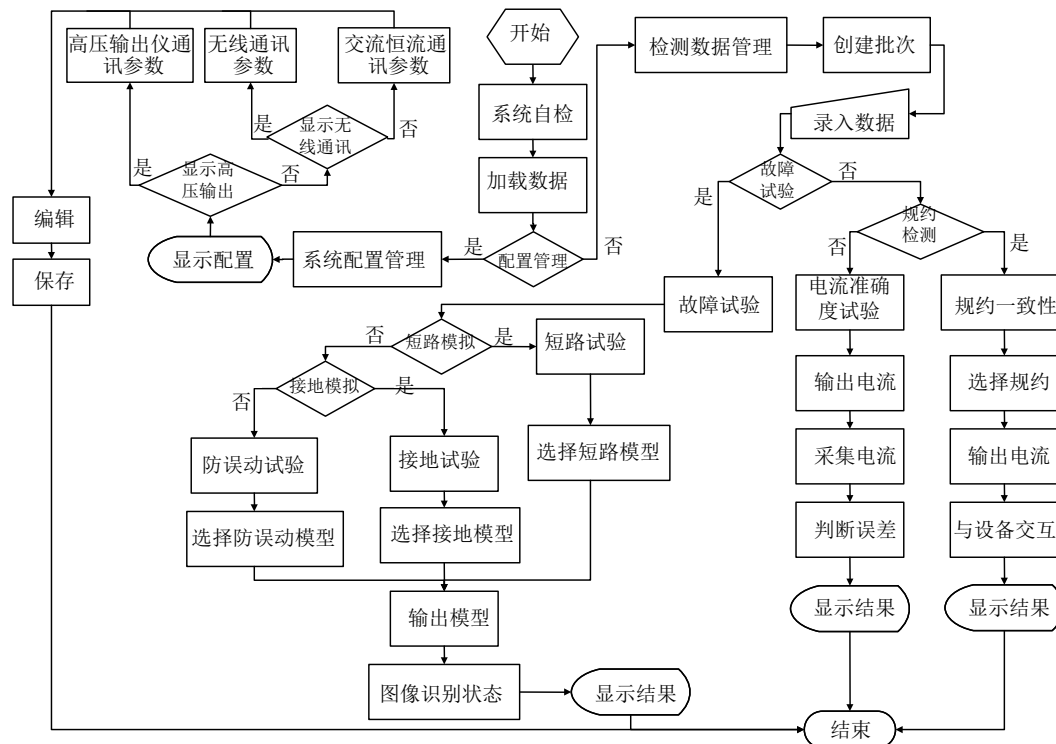 开始
检测数据管理
创建批次
高压输出仪通
讯参数
无线通讯
参数
交流恒流通
讯参数
系统自检
录入数据
是
显示无
线通讯
否
加载数据
故障
试验
是
显示高
压输出
否
是
否
编辑
规约
检测
显示配置
系统配置管理
是
配置管理
否
否
是
保存
故障试验
电流准确
度试验
规约一致性
否
短路模拟
是
短路试验
接地模拟
否
是
输出电流
选择规约
防误动试验
接地试验
选择短路模型
采集电流
输出电流
选择防误动模型
选择接地模型
判断误差
与设备交互
输出模型
显示结果
显示结果
图像识别状态
显示结果
结束